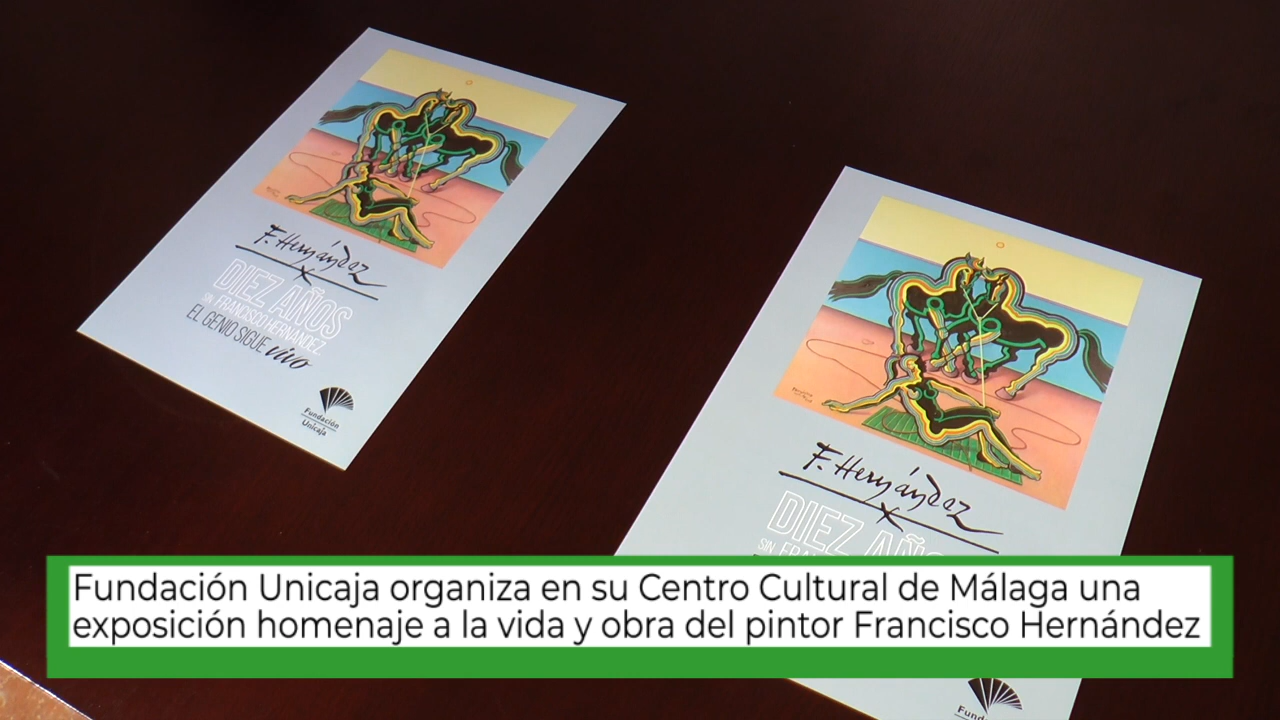 F. Hernández
DIEZ AÑOS
SIN FRANCISCO HERNÁNDEZ
EL GENIO SIGUE vivo
Fundación
Unicaja
F. Hernández
DIEZ AÑOS
SIN
Fundación Unicaja organiza en su Centro Cultural de Málaga una
exposición homenaje a la vida y obra del pintor Francisco Hernández